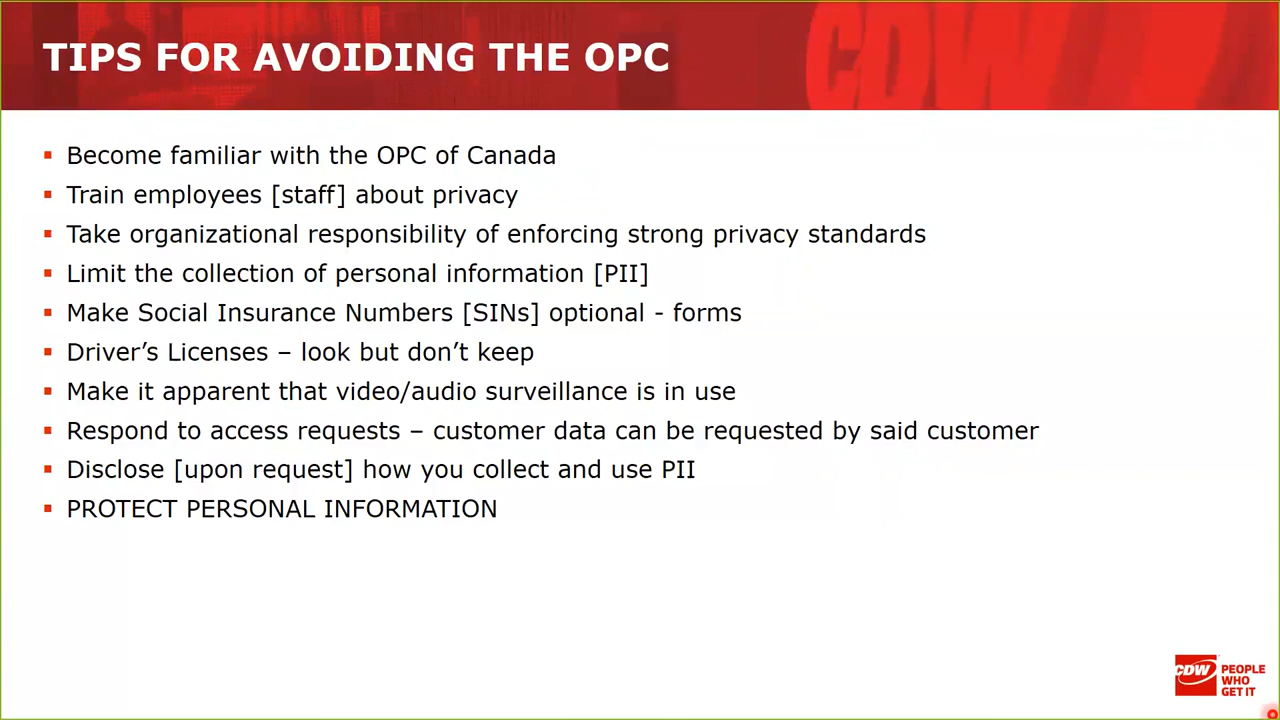 TIPS FOR AVOIDING THE OPC
CDW
Become familiar with the OPC of Canada
Train employees [staff] about privacy
Take organizational responsibility of enforcing strong privacy standards
Limit the collection of personal information [PII]
Make Social Insurance Numbers [SINs] optional - forms
Driver’s Licenses – look but don’t keep
Make it apparent that video/audio surveillance is in use
Respond to access requests – customer data can be requested by said customer
Disclose [upon request] how you collect and use PII
PROTECT PERSONAL INFORMATION
CDW
PEOPLE
WHO
GET IT